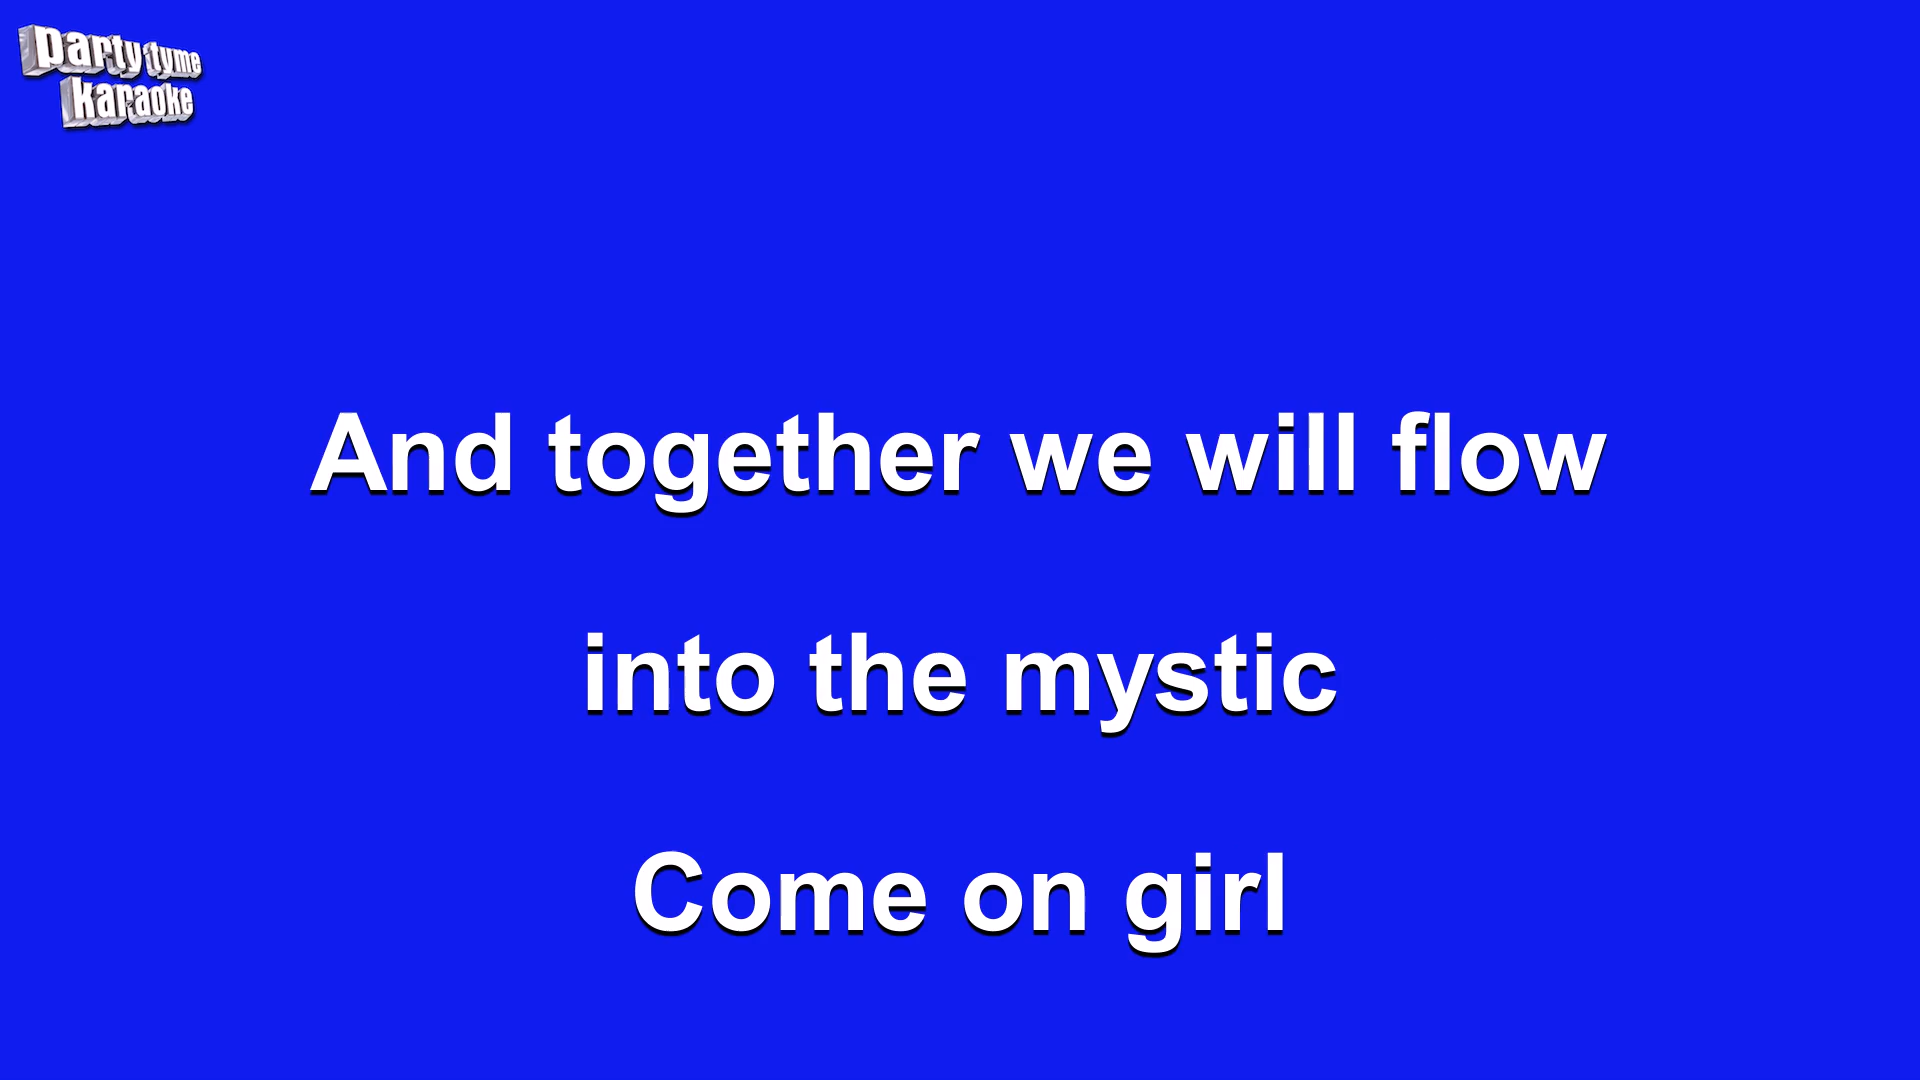 party tyme
karaoke
And together we will flow
into the mystic
Come on girl